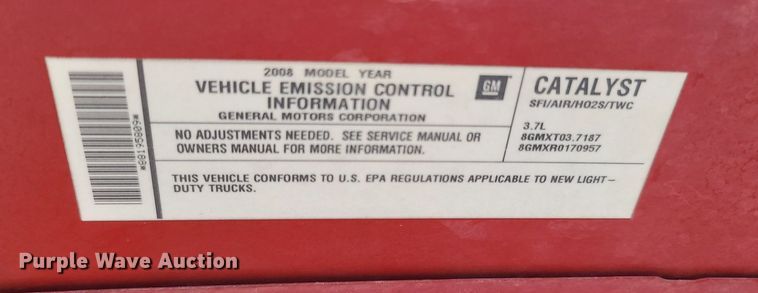 *88195809*
2008 MODEL YEAR
VEHICLE EMISSION CONTROL
INFORMATION
GENERAL MOTORS CORPORATION
GM
NO ADJUSTMENTS NEEDED. SEE SERVICE MANUAL OR
OWNERS MANUAL FOR MORE INFORMATION.
CATALYST
SFI/AIR/HO2S/TWC
3.7L
8GMXT03.7187
8GMXR0170957
THIS VEHICLE CONFORMS TO U.S. EPA REGULATIONS APPLICABLE TO NEW LIGHT-
DUTY TRUCKS.
Purple Wave Auction